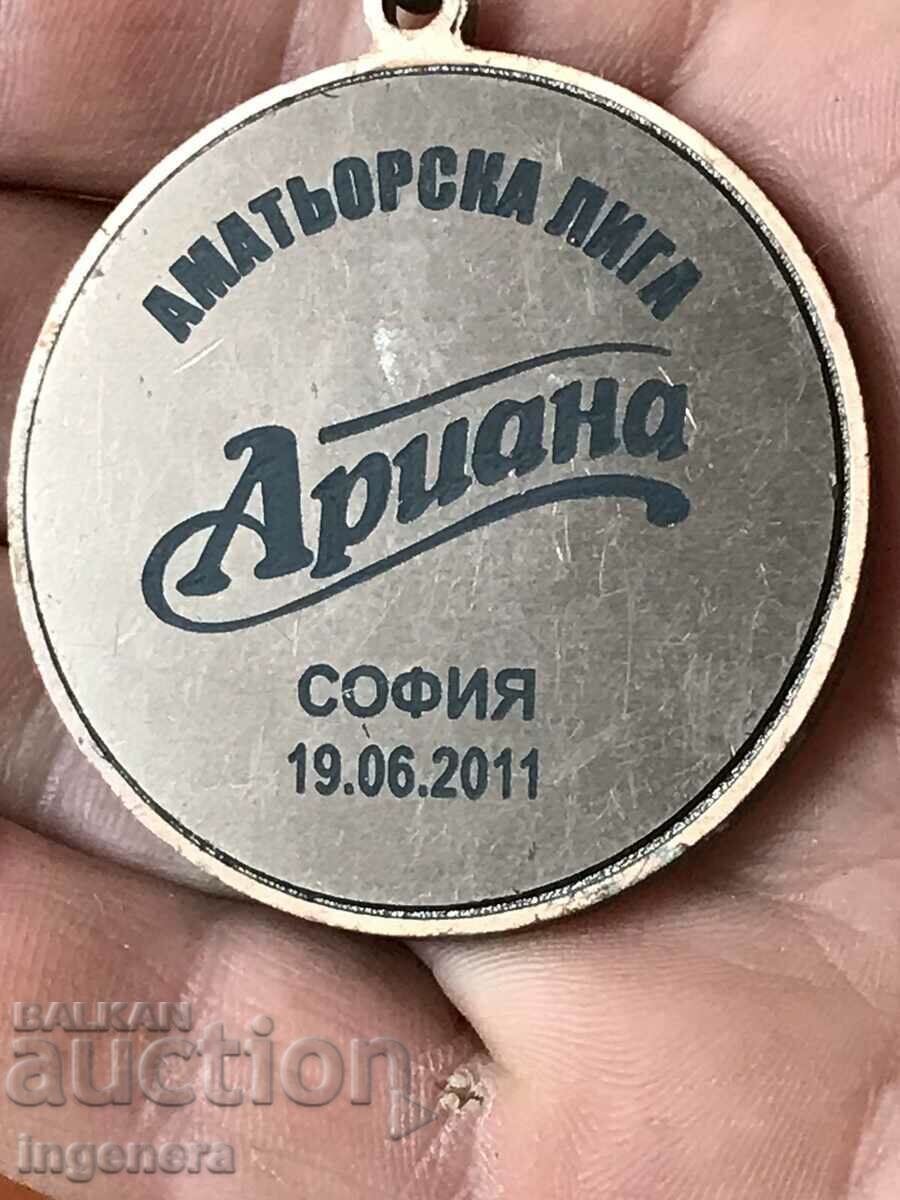 АМАТЬОРСКА ЛИГА
Ариана
СОФИЯ
19.06.2011
BALKAN
auction
ingenera